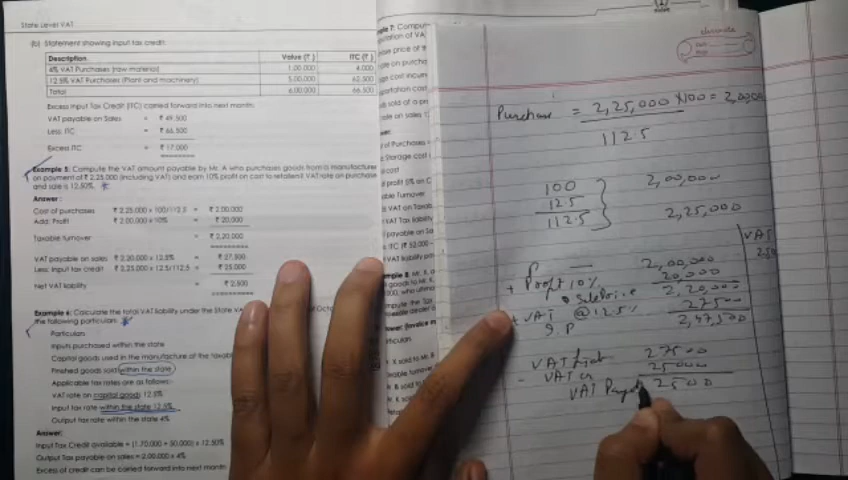 State Level VAT
(b) Statement showing input tax credit:
Description Value (₹) ITC (₹)
4% VAT Purchases (raw material) 1,00,000 4,000
12.5% VAT Purchases (Plant and machinery) 5,00,000 62,500
Total 6,00,000 66,500
Excess Input Tax Credit (ITC) carried forward into next month:
VAT payable on Sales = ₹ 49,500
Less: ITC = ₹ 66,500
Excess ITC = ₹ 17,000
Example 5: Compute the VAT amount payable by Mr. A who purchases goods from a manufacturer
on payment of ₹ 2,25,000 (including VAT) and earn 10% profit on cost to retailers? VAT rate on purchase
and sale is 12.50%.
Answer:
Cost of purchases ₹ 2,25,000 x 100/112.5 = ₹ 2,00,000
Add: Profit ₹ 2,00,000 x 10% = ₹ 20,000
Taxable turnover = ₹ 2,20,000
VAT payable on sales ₹ 2,20,000 x 12.5% = ₹ 27,500
Less: Input tax credit ₹ 2,25,000 x 12.5/112.5 = ₹ 25,000
Net VAT liability = ₹ 2,500
Example 6: Calculate the total VAT liability under the State
the following particulars.
Particulars
Inputs purchased within the state
Capital goods used in the manufacture of the taxable
Finished goods sold within the state
Applicable tax rates are as follows:
VAT rate on capital goods 12.5%
Input tax rate within the state 12.5%
Output tax rate within the state 4%
Answer:
Input Tax Credit available = (1,70,000 + 50,000) x 12.50%
Output Tax payable on sales = 2,00,000 x 4%
Excess of credit can be carried forward into next month
Purchase = 2,25,000 × 100 = 2,00,000
112.5
100 2,00,000
12.5
112.5 2,25,000
VAT
2,00,000
+ Profit 10% 20,000
Sale Price 2,20,000
+ VAT @ 12.5% 27500
S.P 2,47,500
27500
- VAT Cr 25000
VAT 2500